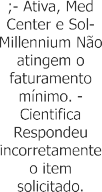 ;- Ativa, Med
Center e Sol-
Millennium Não
atingem o
faturamento
mínimo. -
Cientifica
Respondeu
incorretamente
o item
solicitado.